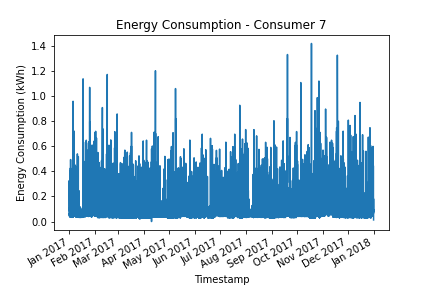 Energy Consumption - Consumer 7
Energy Consumption (kWh)
1.4
1.2
1.0
0.8
0.6
0.4
0.2
0.0
Jan 2017
Feb 2017
Mar 2017
Apr 2017
May 2017
Jun 2017
Jul 2017
Aug 2017
Sep 2017
Oct 2017
Nov 2017
Dec 2017
Jan 2018
Timestamp